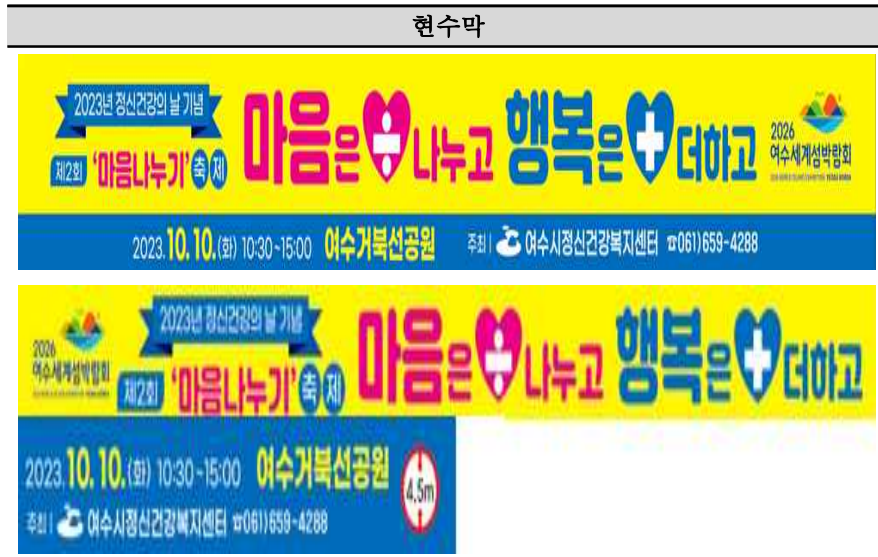 현수막
2023년 정신건강의 날 기념
제2회 '마음나누기' 축제
마음은 나누고 행복은 더하고
2026
여수세계섬박람회
2023. 10. 10. (화) 10:30~15:00 여수거북선공원 주최 | 여수시정신건강복지센터 ☎061)659-4288
2026
여수세계섬박람회
2023년 정신건강의 날 기념
제2회 '마음나누기' 축제
마음은 나누고 행복은 더하고
2023. 10. 10. (화) 10:30~15:00 여수거북선공원
4.5m
주최 | 여수시정신건강복지센터 ☎061)659-4288